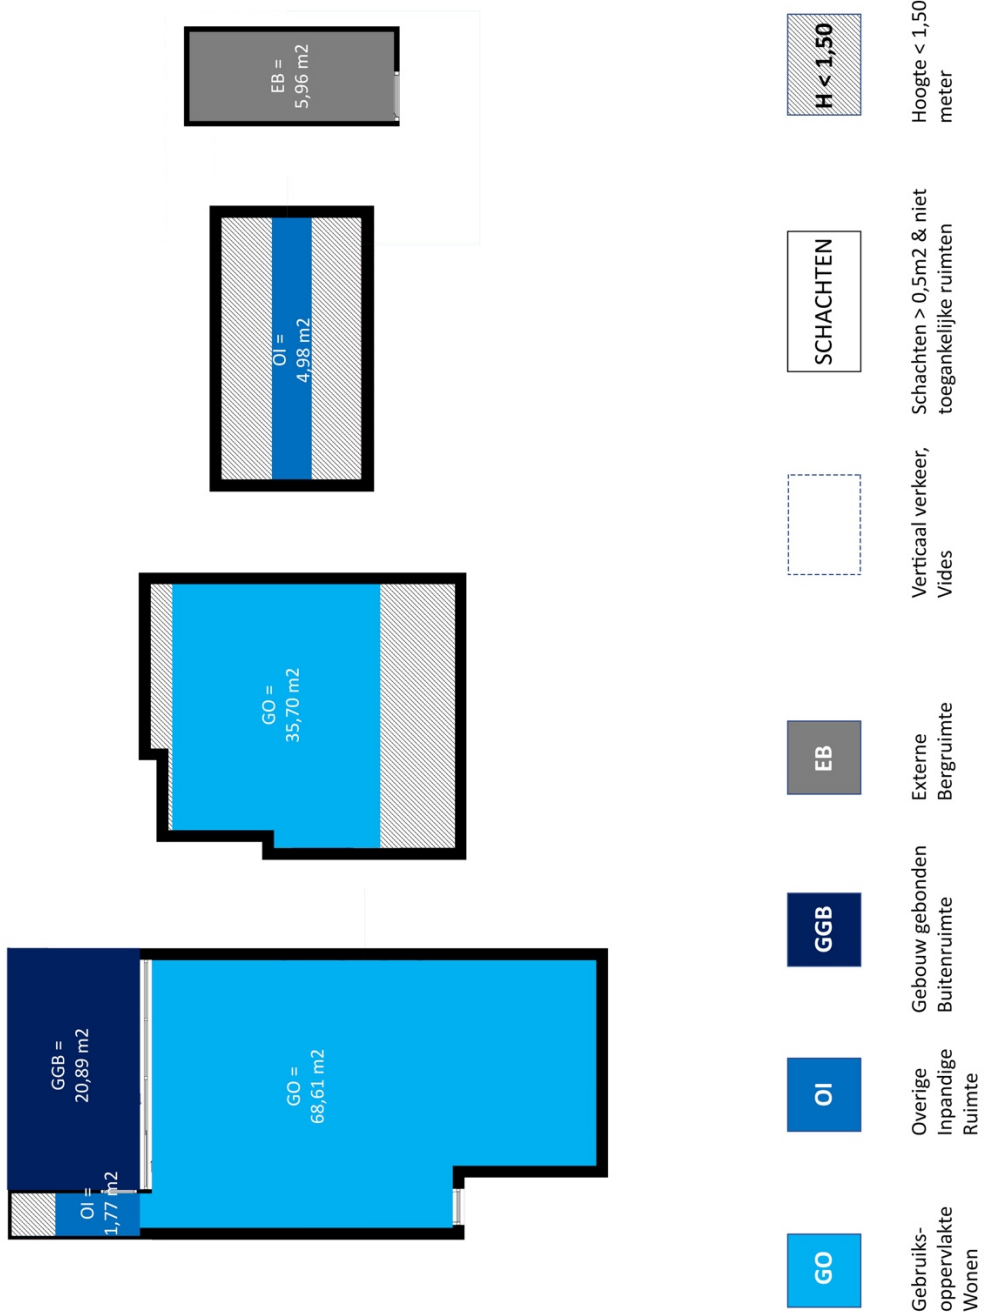 GGB =
20,89 m2
OI =
1,77 m2
GO =
68,61 m2
GO =
35,70 m2
OI =
4,98 m2
EB =
5,96 m2
GO
Gebruiks-
oppervlakte
Wonen
OI
Overige
Inpandige
Ruimte
GGB
Gebouw gebonden
Buitenruimte
EB
Externe
Bergruimte
Verticaal verkeer,
Vides
SCHACHTEN
Schachten > 0,5m2 & niet
toegankelijke ruimten
H < 1,50
Hoogte < 1,50
meter